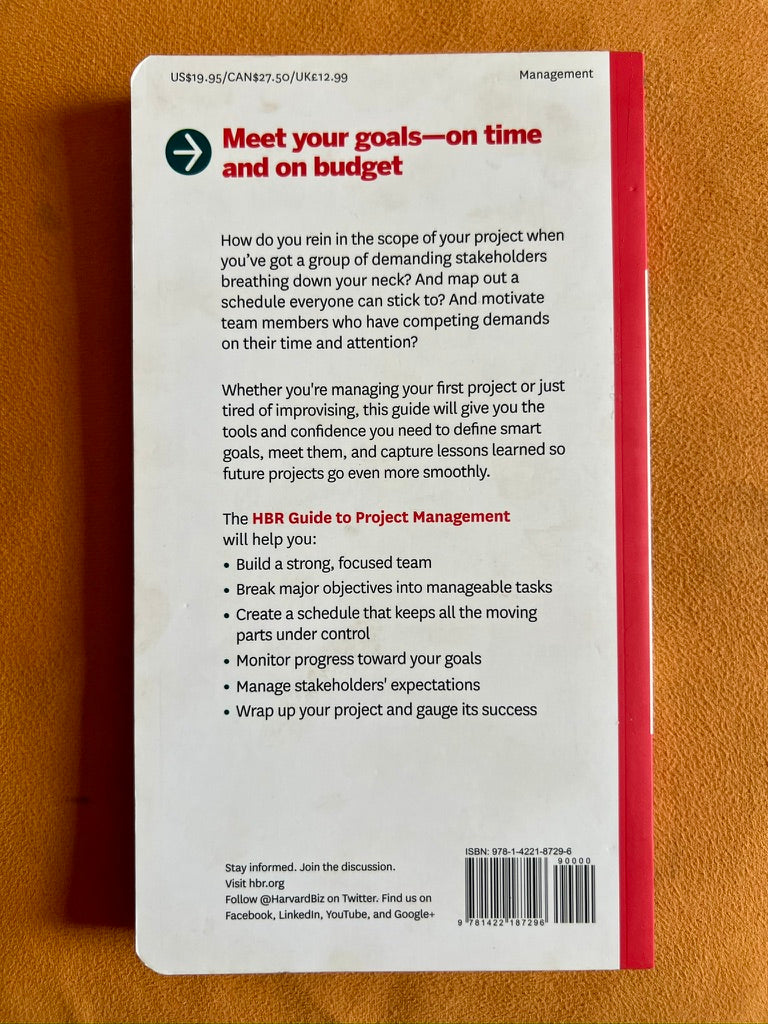 US$19.95/CAN$27.50/UK£12.99
Management
Meet your goals—on time
and on budget
How do you rein in the scope of your project when
you’ve got a group of demanding stakeholders
breathing down your neck? And map out a
schedule everyone can stick to? And motivate
team members who have competing demands
on their time and attention?
Whether you're managing your first project or just
tired of improvising, this guide will give you the
tools and confidence you need to define smart
goals, meet them, and capture lessons learned so
future projects go even more smoothly.
The HBR Guide to Project Management
will help you:
• Build a strong, focused team
• Break major objectives into manageable tasks
• Create a schedule that keeps all the moving
parts under control
• Monitor progress toward your goals
• Manage stakeholders' expectations
• Wrap up your project and gauge its success
Stay informed. Join the discussion.
Visit hbr.org
Follow @HarvardBiz on Twitter. Find us on
Facebook, LinkedIn, YouTube, and Google+
ISBN: 978-1-4221-8729-6
90000
9 781422 187296